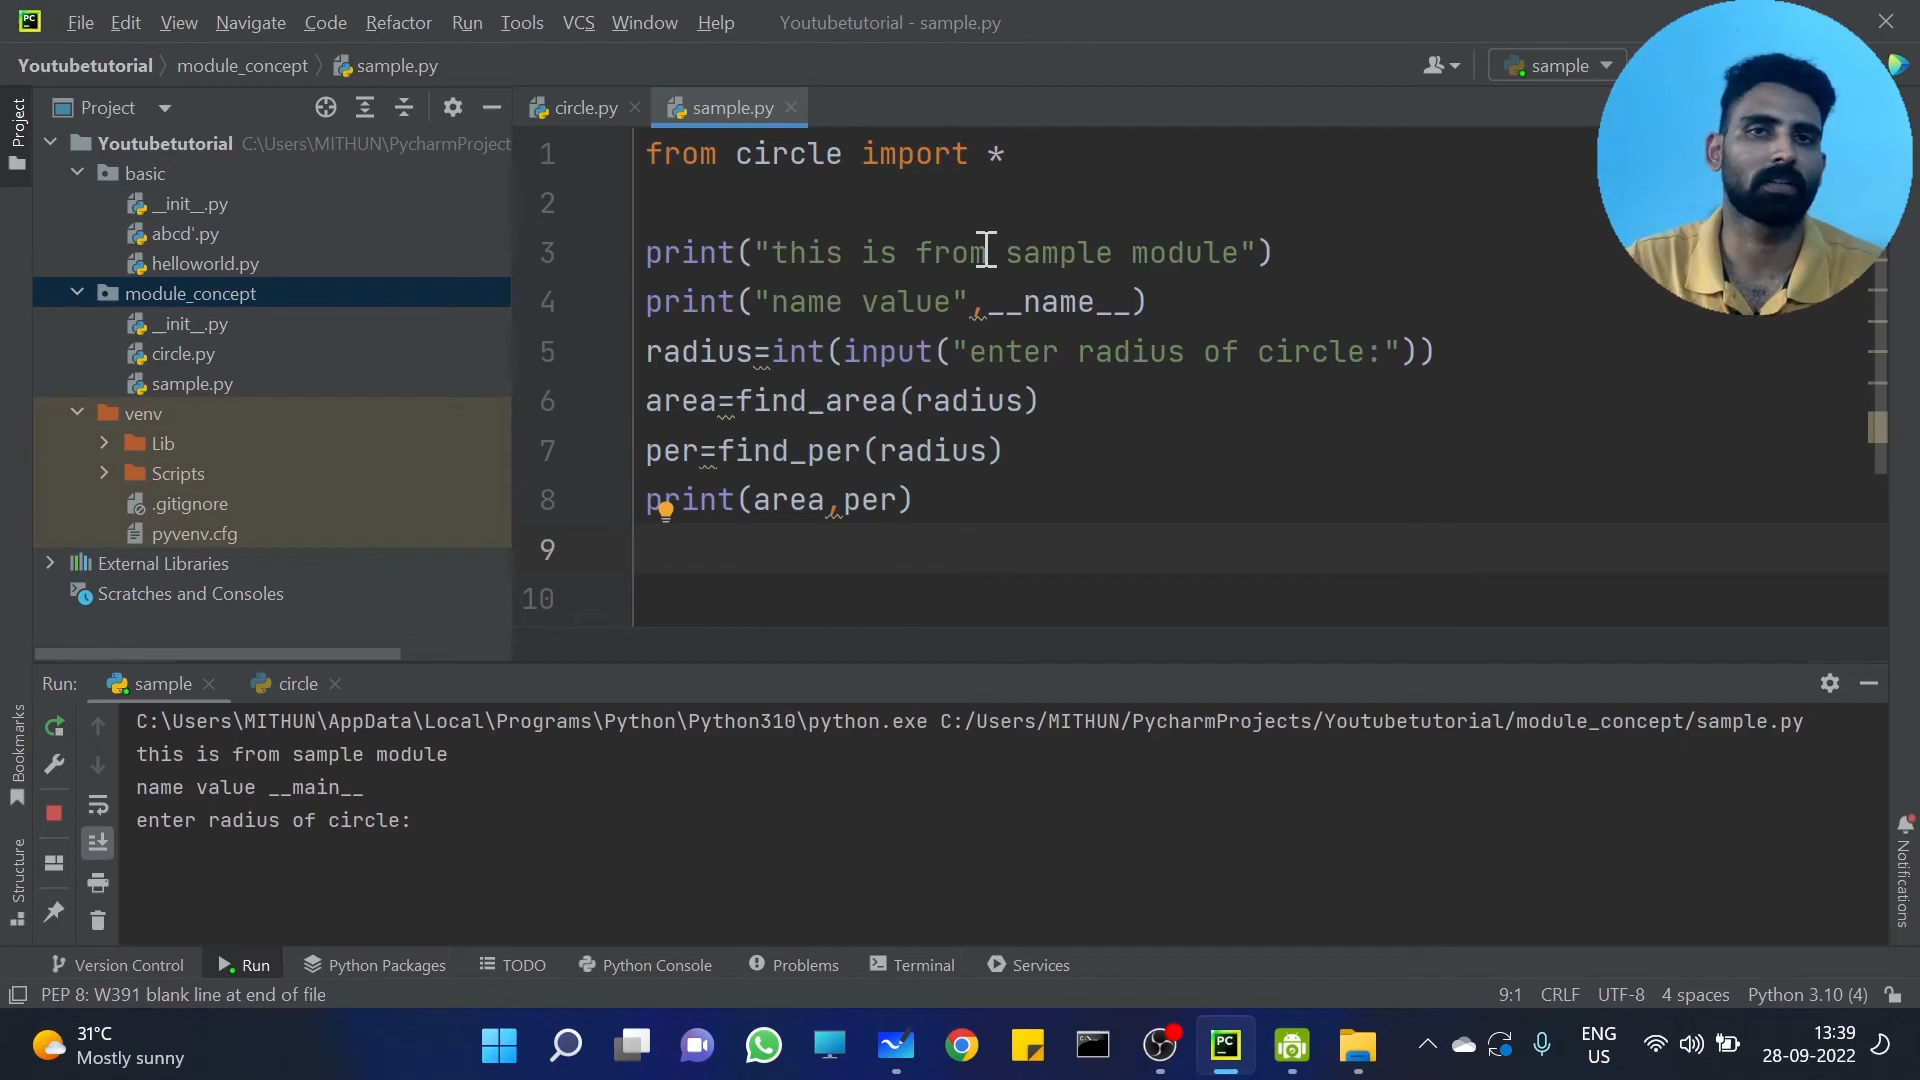 PC File Edit View Navigate Code Refactor Run Tools VCS Window Help Youtubetutorial - sample.py
Youtubetutorial module_concept sample.py sample
Project
Project
circle.py
sample.py
Youtubetutorial C:\Users\MITHUN\PycharmProject
basic
__init__.py
abcd'.py
helloworld.py
module_concept
__init__.py
circle.py
sample.py
venv
Lib
Scripts
.gitignore
pyvenv.cfg
External Libraries
Scratches and Consoles
1 from circle import *
2
3 print("this is from sample module")
4 print("name value",__name__)
5 radius=int(input("enter radius of circle:"))
6 area=find_area(radius)
7 per=find_per(radius)
8 print(area,per)
9
10
Run: sample circle
C:\Users\MITHUN\AppData\Local\Programs\Python\Python310\python.exe C:/Users/MITHUN/PycharmProjects/Youtubetutorial/module_concept/sample.py
this is from sample module
name value __main__
enter radius of circle:
Bookmarks
Structure
Notifications
Version Control Run Python Packages TODO Python Console Problems Terminal Services
PEP 8: W391 blank line at end of file 9:1 CRLF UTF-8 4 spaces Python 3.10 (4)
31°C
Mostly sunny
PC
ENG
US
13:39
28-09-2022